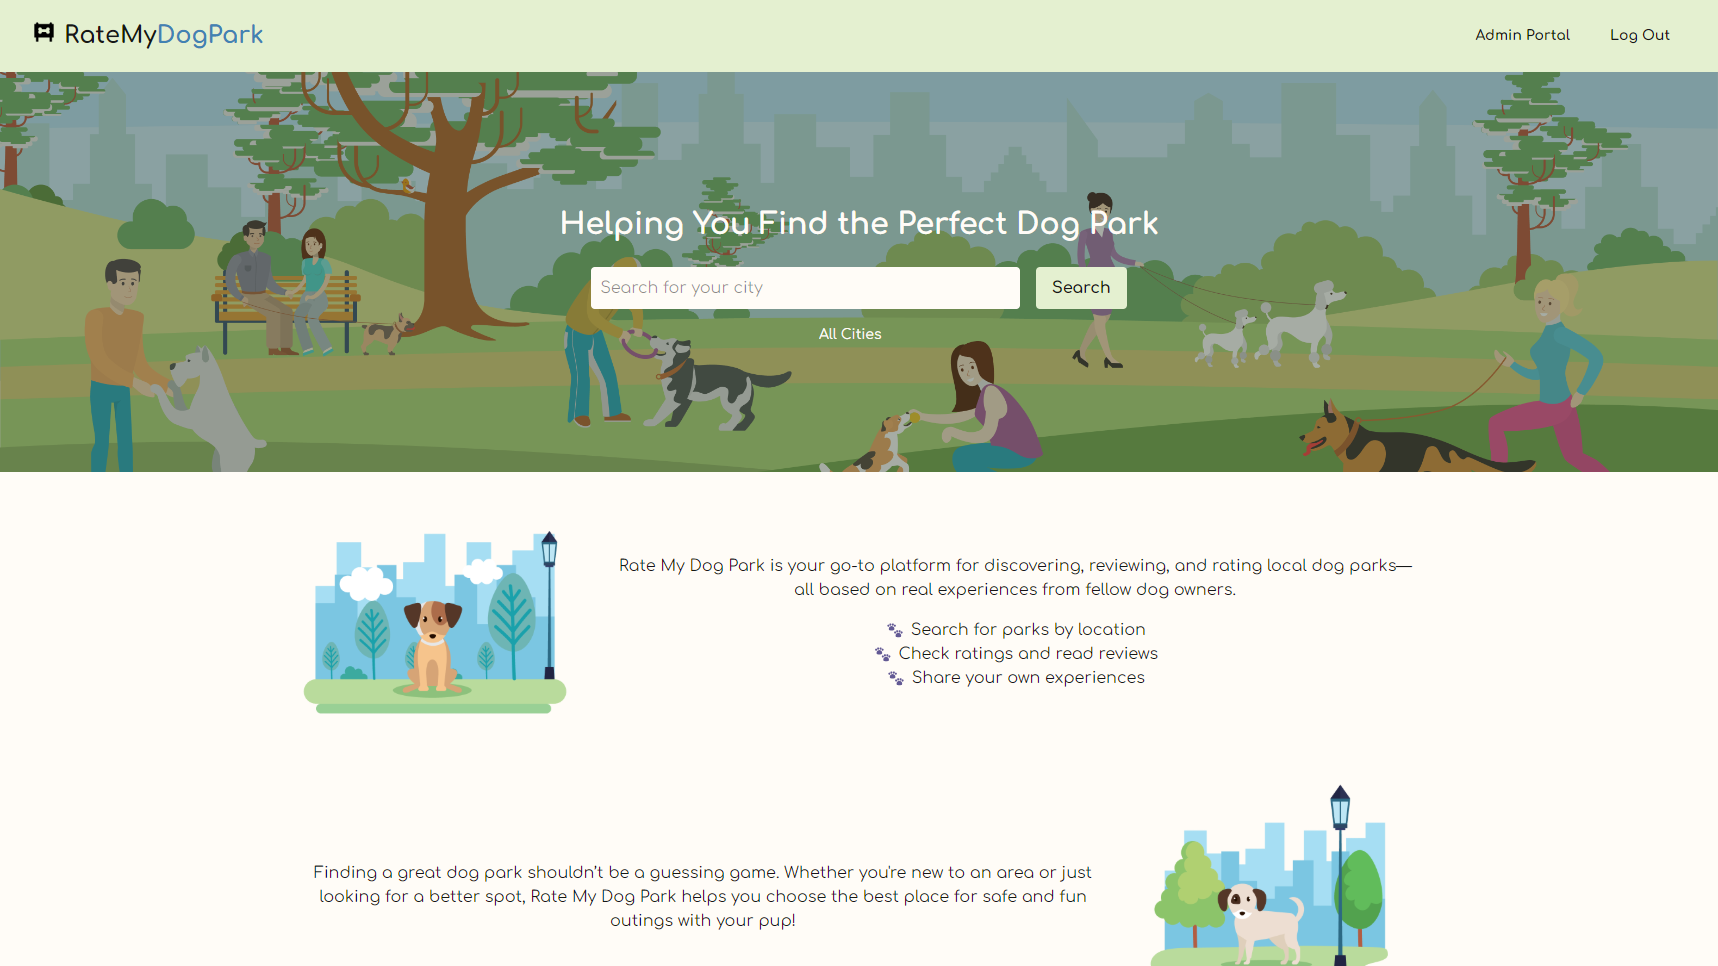 RateMyDogPark
Admin Portal
Log Out
Helping You Find the Perfect Dog Park
Search for your city
Search
All Cities
Rate My Dog Park is your go-to platform for discovering, reviewing, and rating local dog parks—
all based on real experiences from fellow dog owners.
Search for parks by location
Check ratings and read reviews
Share your own experiences
Finding a great dog park shouldn't be a guessing game. Whether you're new to an area or just
looking for a better spot, Rate My Dog Park helps you choose the best place for safe and fun
outings with your pup!